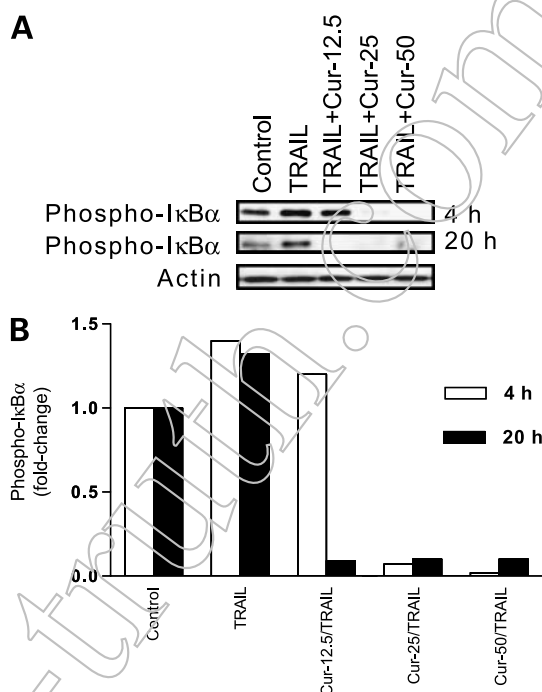 A
Control
TRAIL
TRAIL+Cur-12.5
TRAIL+Cur-25
TRAIL+Cur-50
Phospho-IκBα 4 h
Phospho-IκBα 20 h
Actin
B
Phospho-IκBα
(fold-change)
1.5
1.0
0.5
0.0
4 h
20 h
Control
TRAIL
Cur-12.5/TRAIL
Cur-25/TRAIL
Cur-50/TRAIL
-truth.com